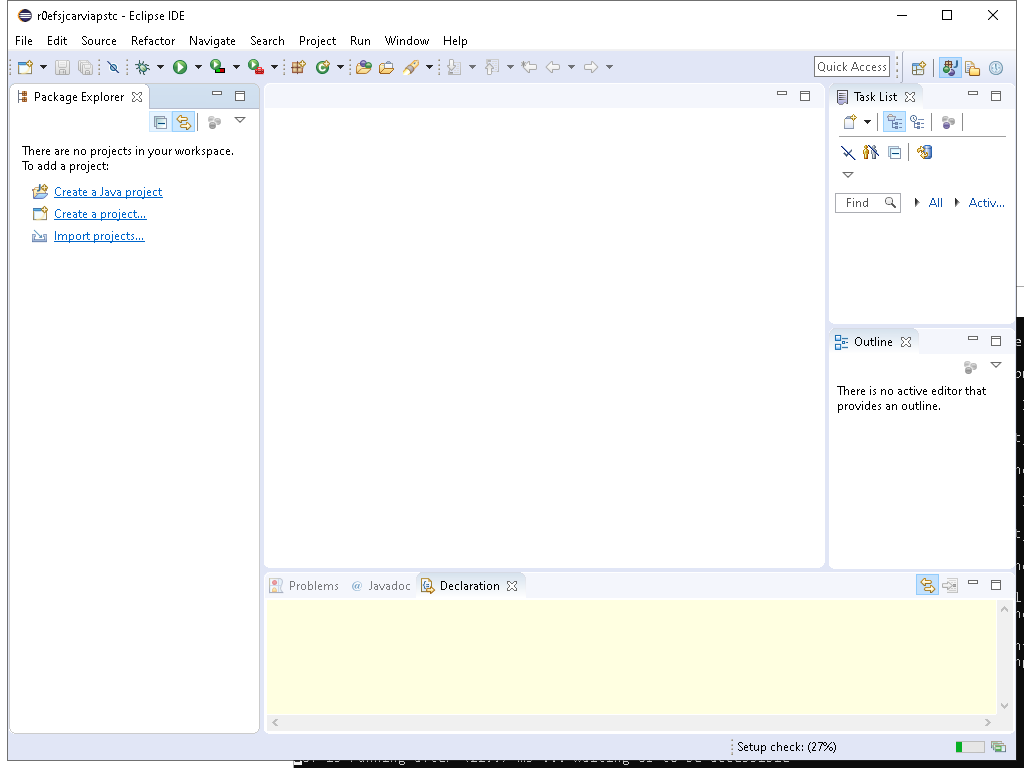 r0efsjcarviapstc - Eclipse IDE
File Edit Source Refactor Navigate Search Project Run Window Help
Quick Access
Package Explorer
There are no projects in your workspace.
To add a project:
Create a Java project
Create a project...
Import projects...
Task List
Find All Activ...
Outline
There is no active editor that
provides an outline.
Problems @ Javadoc Declaration
Setup check: (27%)